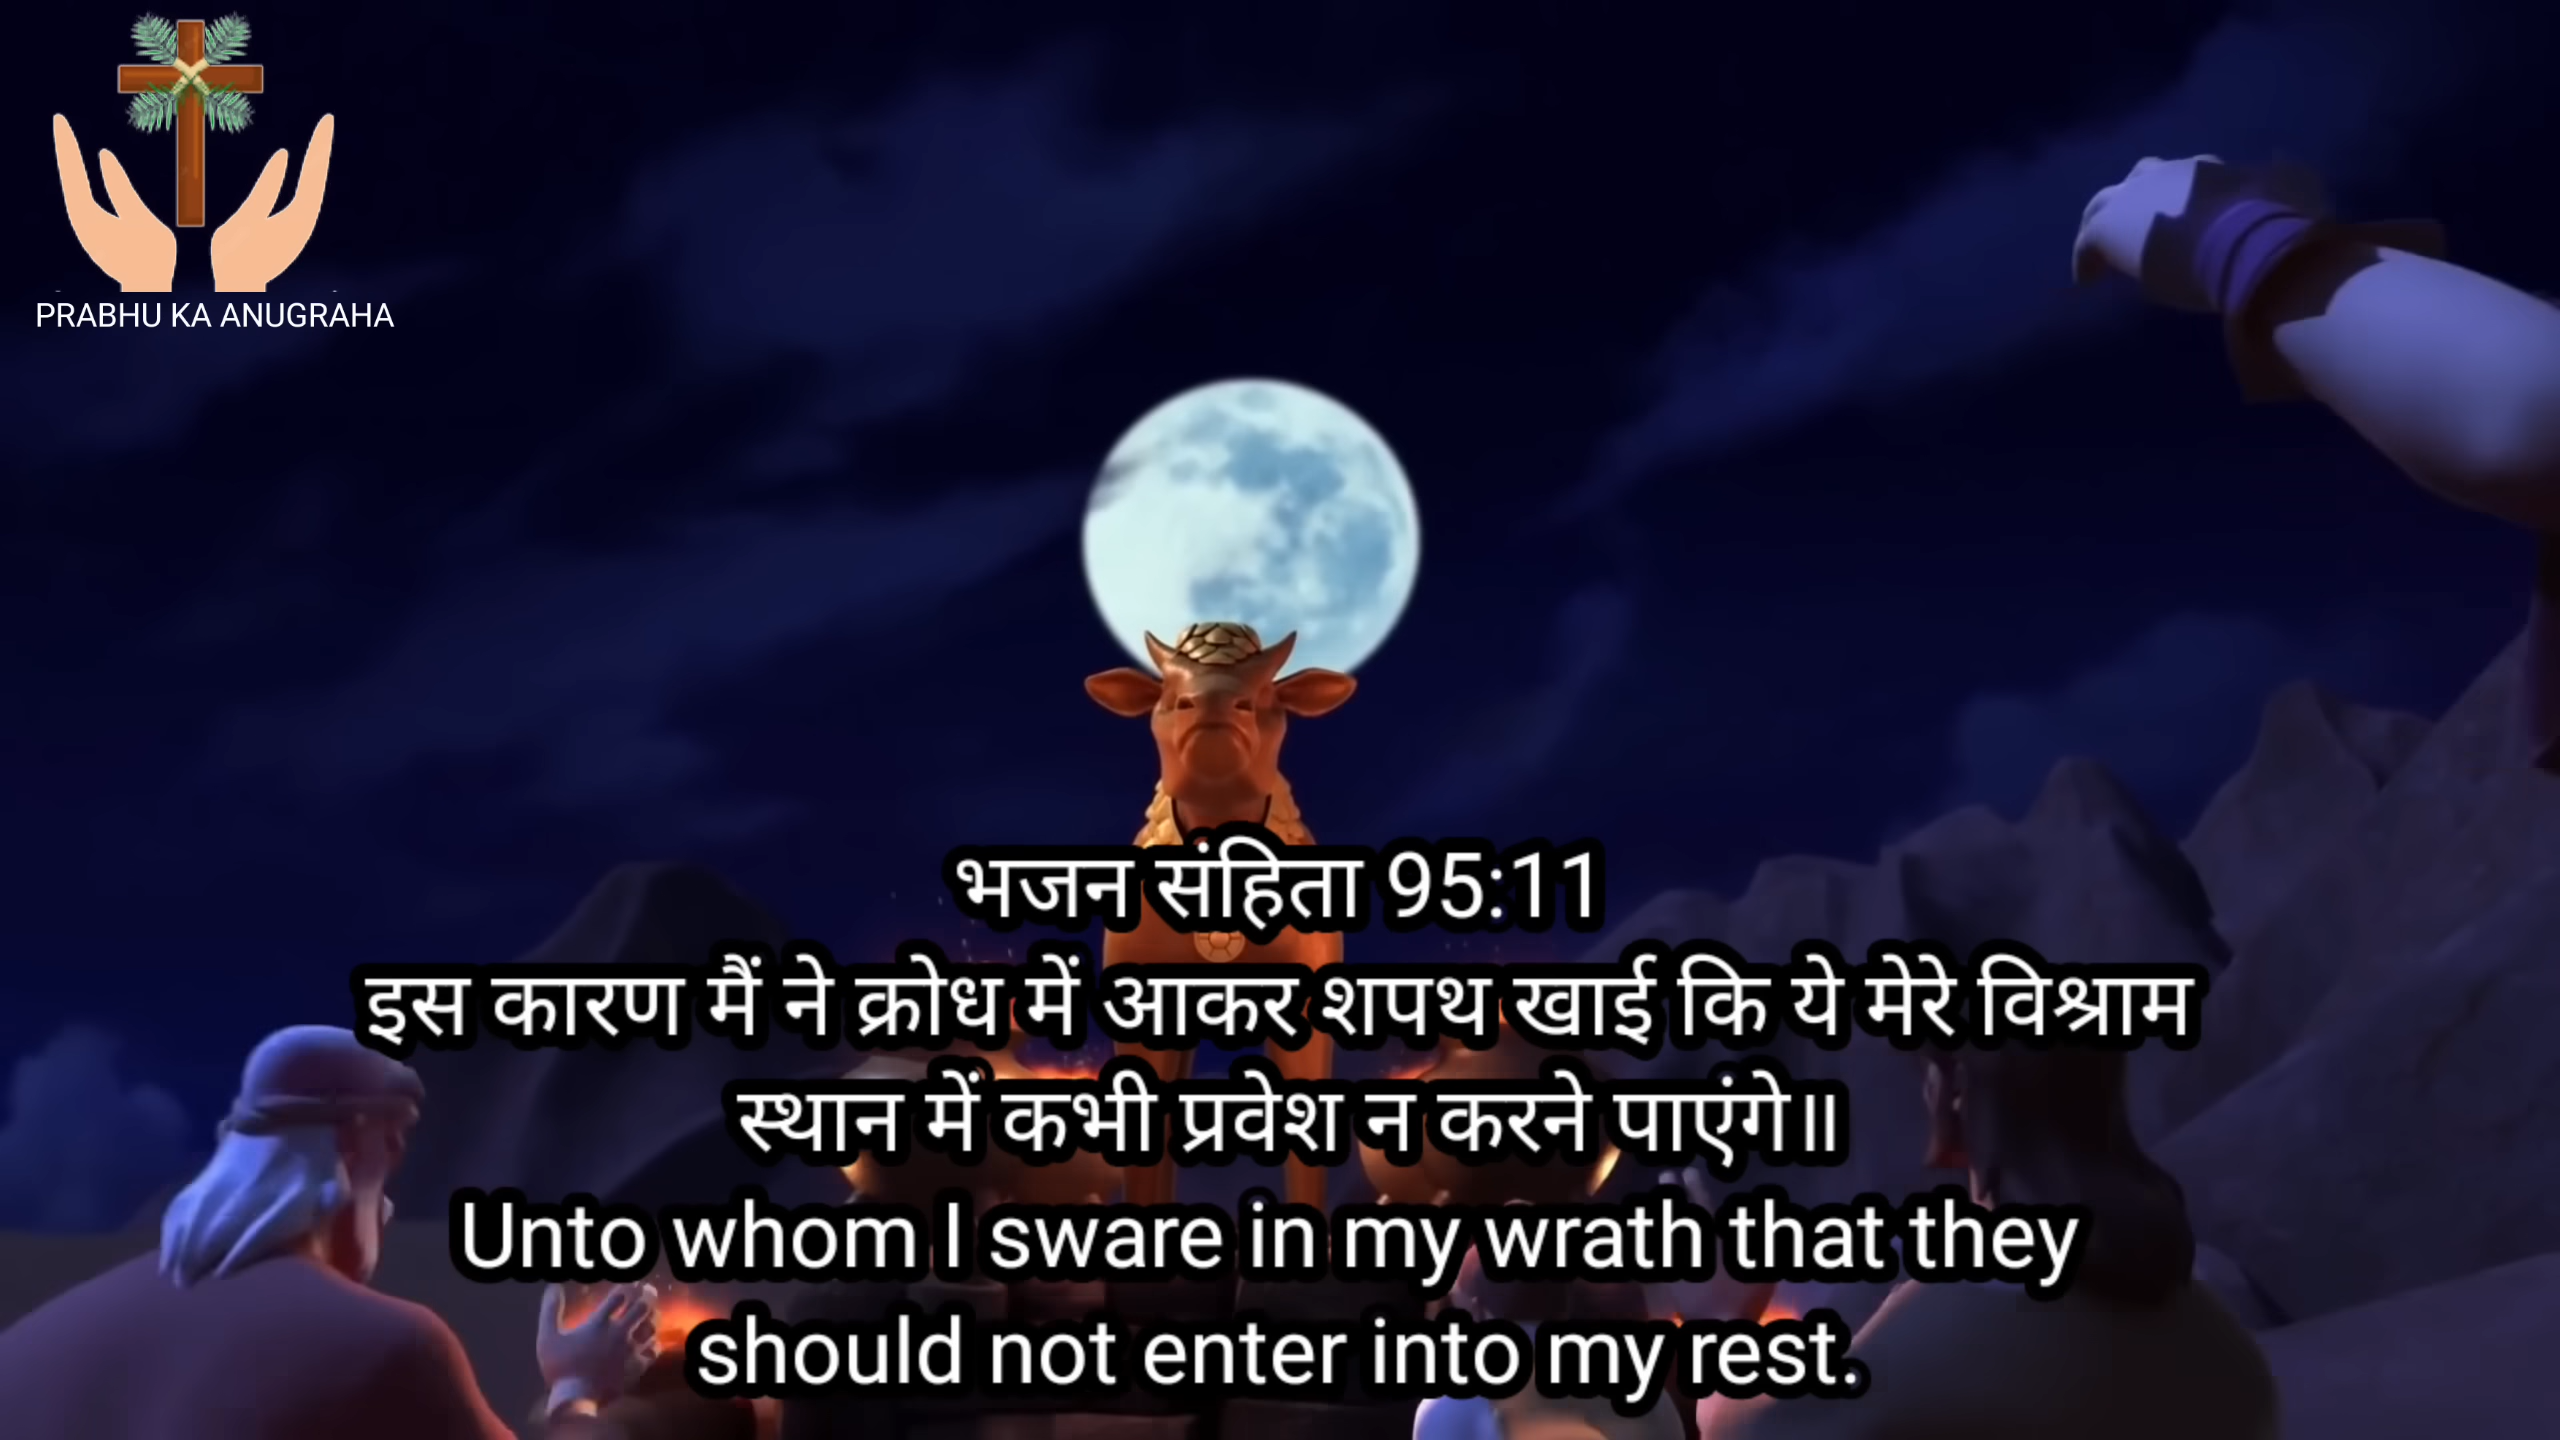 PRABHU KA ANUGRAHA
भजन संहिता 95:11
इस कारण मैं ने क्रोध में आकर शपथ खाई कि ये मेरे विश्राम
स्थान में कभी प्रवेश न करने पाएंगे॥
Unto whom I sware in my wrath that they
should not enter into my rest.